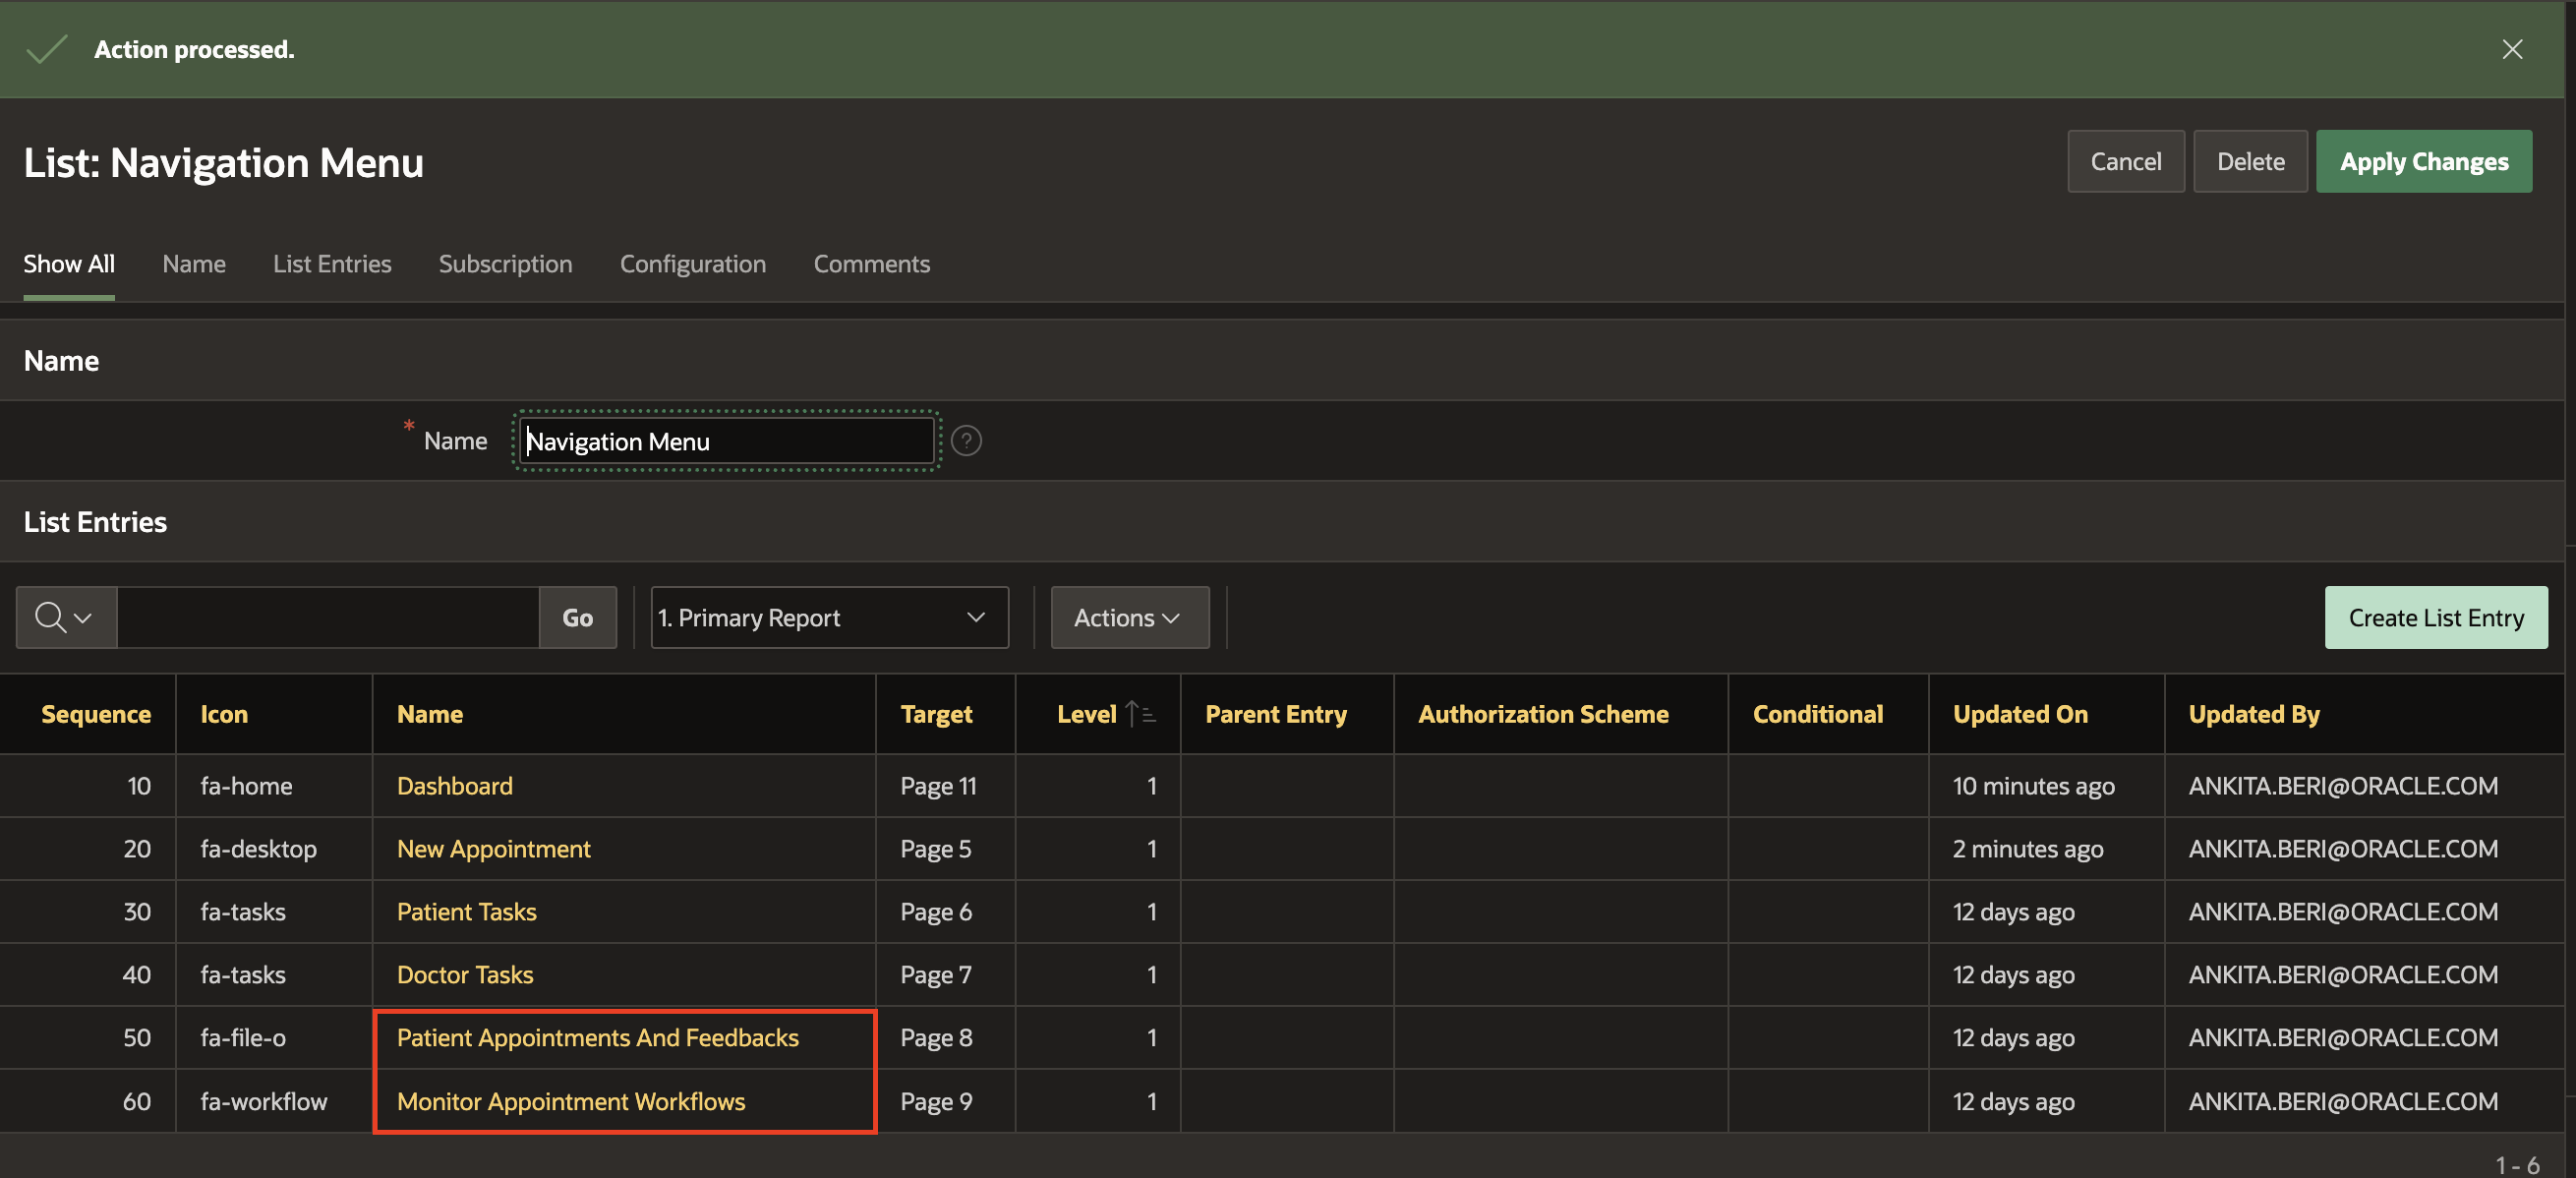 Action processed.
List: Navigation Menu
Cancel Delete Apply Changes
Show All Name List Entries Subscription Configuration Comments
Name
* Name Navigation Menu ?
List Entries
Go 1. Primary Report Actions Create List Entry
Sequence Icon Name Target Level Parent Entry Authorization Scheme Conditional Updated On Updated By
10 fa-home Dashboard Page 11 1 10 minutes ago ANKITA.BERI@ORACLE.COM
20 fa-desktop New Appointment Page 5 1 2 minutes ago ANKITA.BERI@ORACLE.COM
30 fa-tasks Patient Tasks Page 6 1 12 days ago ANKITA.BERI@ORACLE.COM
40 fa-tasks Doctor Tasks Page 7 1 12 days ago ANKITA.BERI@ORACLE.COM
50 fa-file-o Patient Appointments And Feedbacks Page 8 1 12 days ago ANKITA.BERI@ORACLE.COM
60 fa-workflow Monitor Appointment Workflows Page 9 1 12 days ago ANKITA.BERI@ORACLE.COM
1 - 6